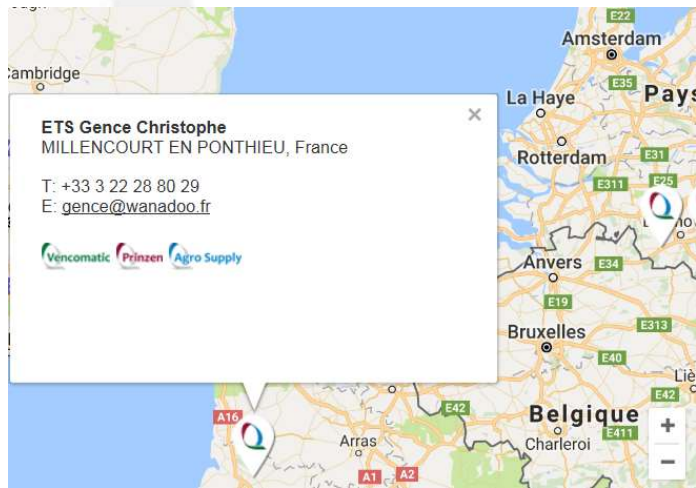 E22
Amsterdam
Cambridge
E35
La Haye
Pays
Rotterdam
E31
E311
E25
ETS Gence Christophe
MILLENCOURT EN PONTHIEU, France
T: +33 3 22 28 80 29
E: gence@wanadoo.fr
Vencomatic Prinzen Agro Supply
Anvers
E34
E19
E313
Bruxelles
E40
Liè
E42
A16
E42
Belgique
E411
Charleroi
Arras
A1
A2